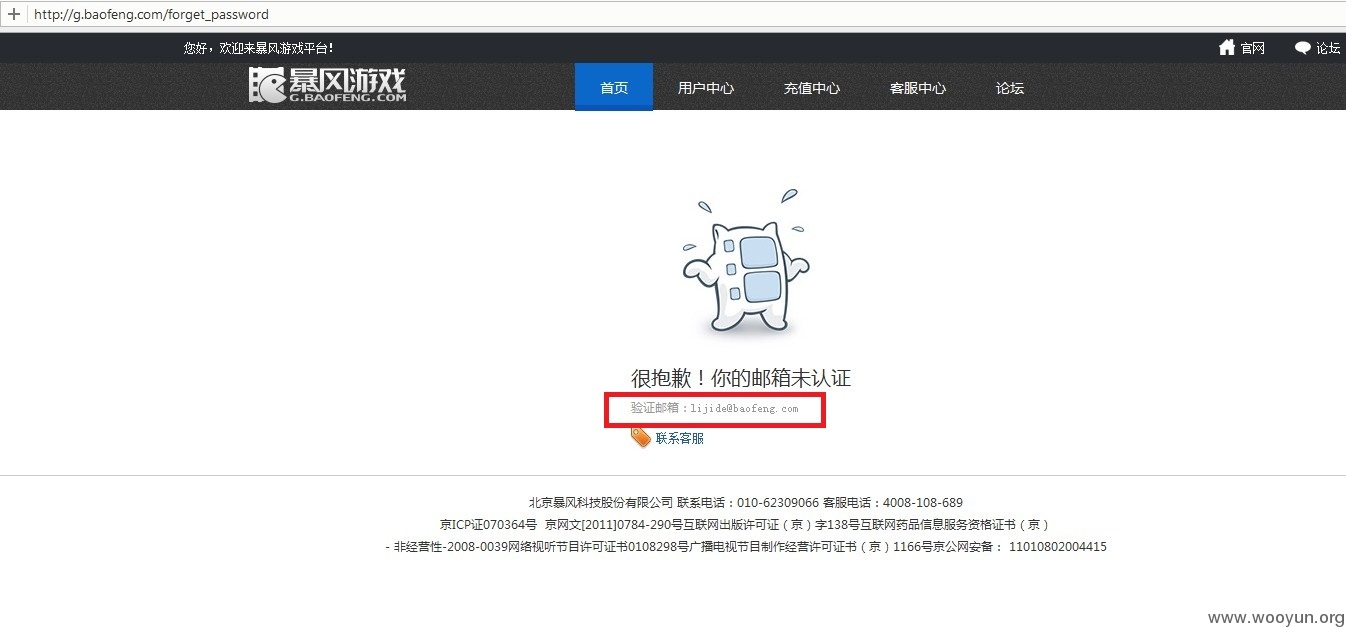 http://g.baofeng.com/forget_password
您好，欢迎来暴风游戏平台!
官网
论坛
暴风游戏
G.BAOFENG.COM
首页
用户中心
充值中心
客服中心
论坛
很抱歉！你的邮箱未认证
验证邮箱：lijide@baofeng.com
联系客服
北京暴风科技股份有限公司 联系电话：010-62309066 客服电话：4008-108-689
京ICP证070364号 京网文[2011]0784-290号互联网出版许可证（京）字138号互联网药品信息服务资格证书（京）
- 非经营性-2008-0039网络视听节目许可证书0108298号广播电视节目制作经营许可证书（京）1166号京公网安备： 11010802004415
www.wooyun.org